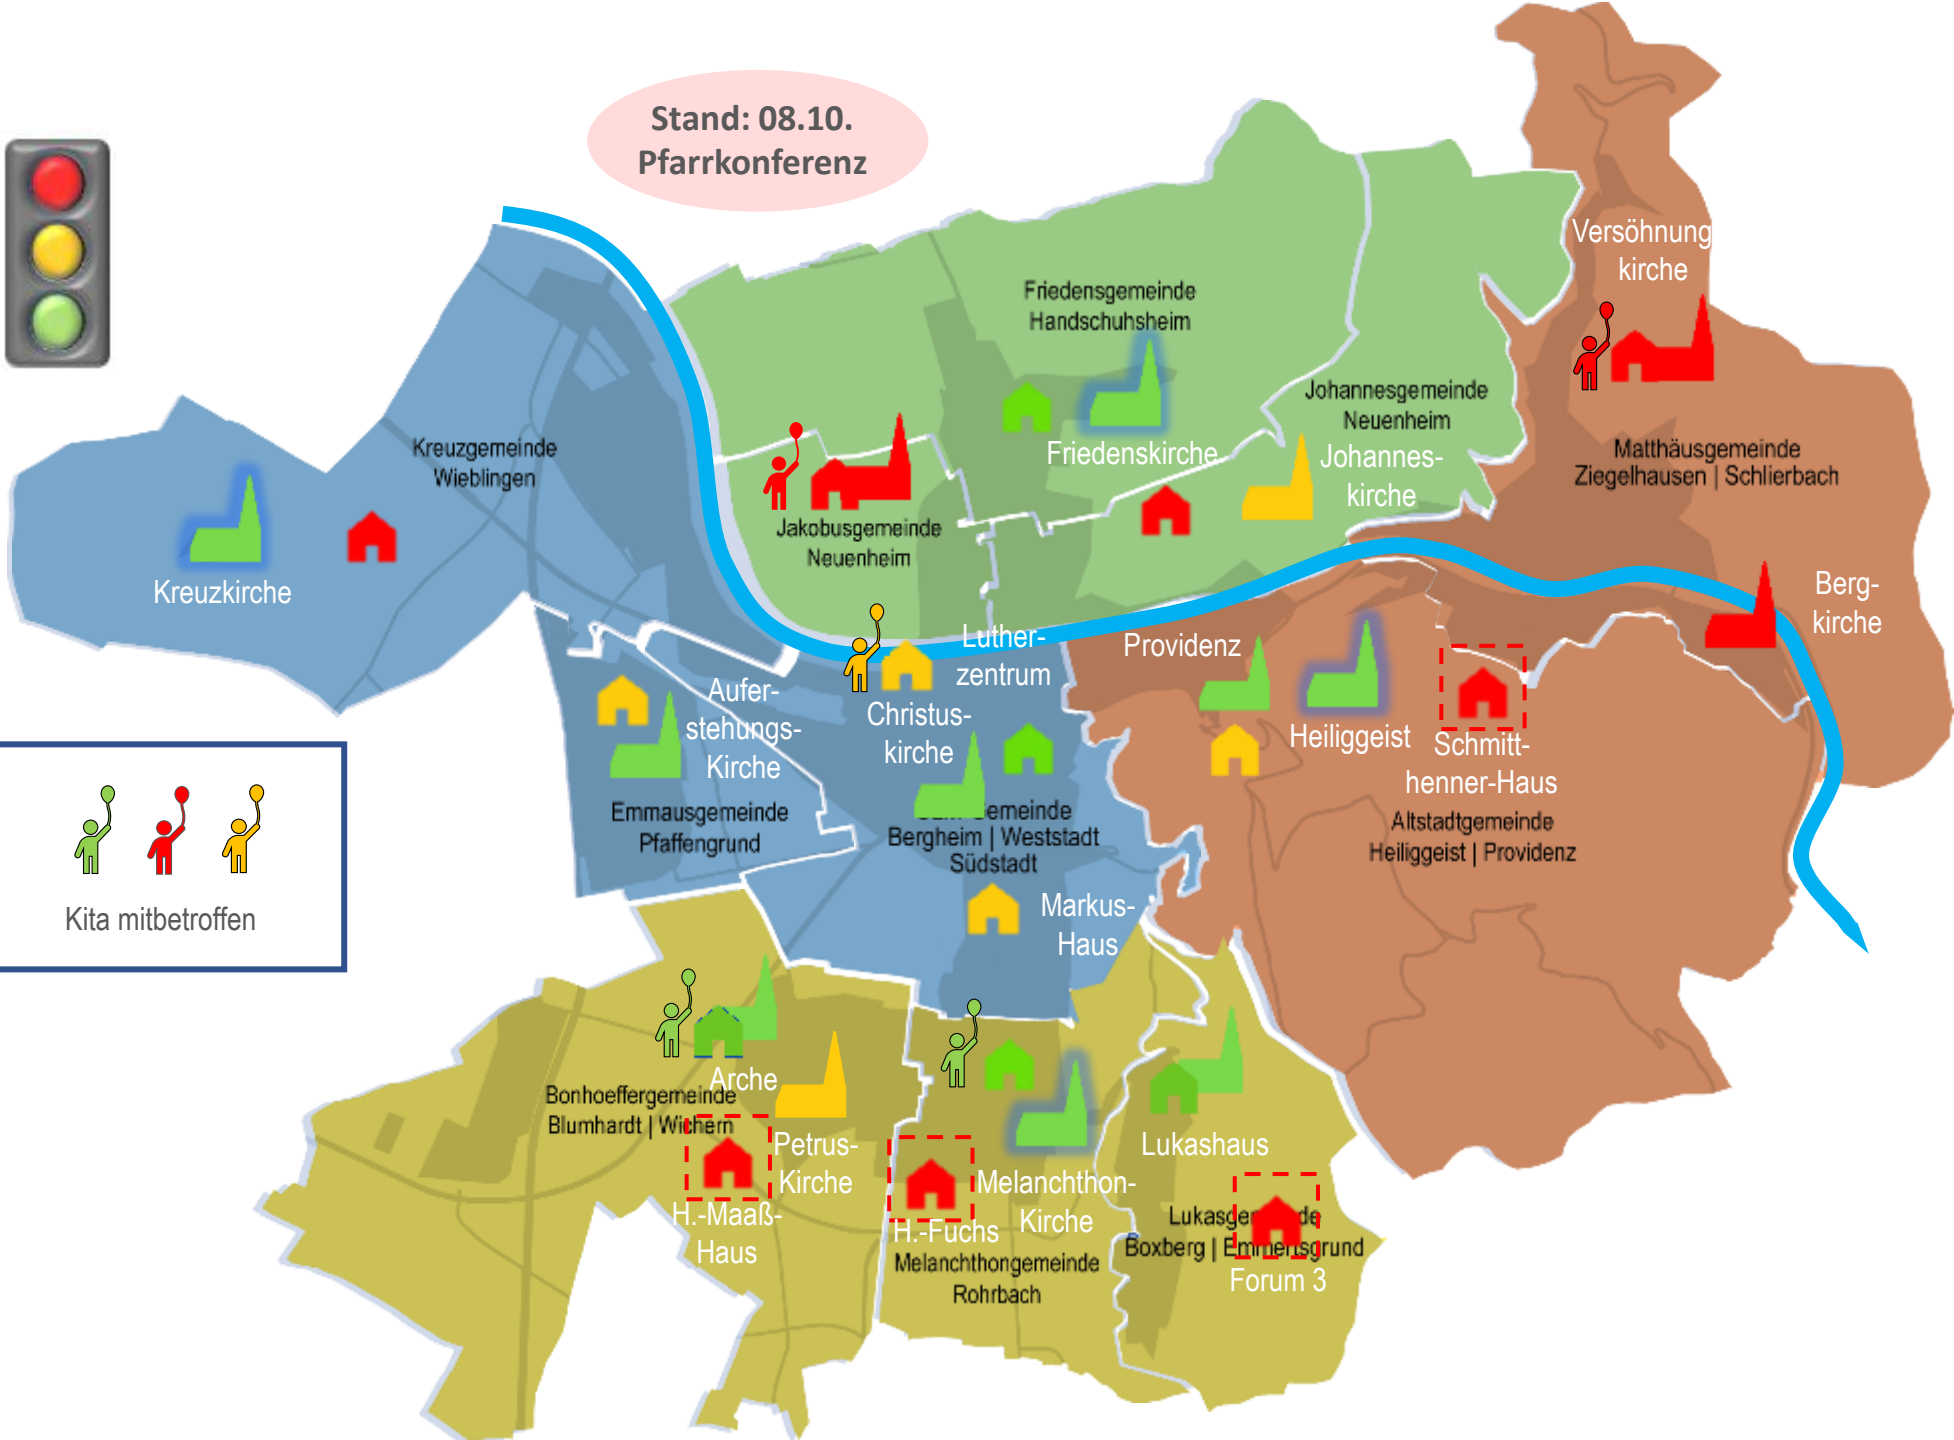 Stand: 08.10.
Pfarrkonferenz
Versöhnung
kirche
Friedensgemeinde
Handschuhsheim
Johannesgemeinde
Neuenheim
Kreuzgemeinde
Wieblingen
Friedenskirche
Johannes-
kirche
Matthäusgemeinde
Ziegelhausen | Schlierbach
Jakobusgemeinde
Neuenheim
Kreuzkirche
Berg-
kirche
Luther-
zentrum
Providenz
Aufer-
stehungs-
Kirche
Christus-
kirche
Heiliggeist
Schmitt-
henner-Haus
Emmausgemeinde
Pfaffengrund
Gemeinde
Bergheim | Weststadt
Südstadt
Altstadtgemeinde
Heiliggeist | Providenz
Kita mitbetroffen
Markus-
Haus
Arche
Bonhoeffergemeinde
Blumhardt | Wichern
Petrus-
Kirche
Lukashaus
H.-Maaß-
Haus
H.-Fuchs
Melanchthon-
Kirche
Melanchthongemeinde
Rohrbach
Boxberg | Emmertsgrund
Forum 3